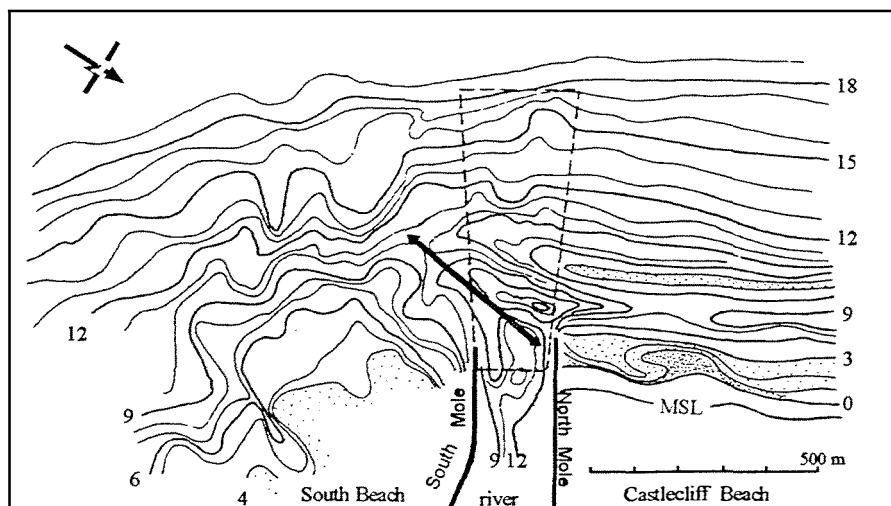 N
18
15
12
9
3
0
MSL
12
9
6
4
South Mole
North Mole
9 12
500 m
South Beach
river
Castlecliff Beach